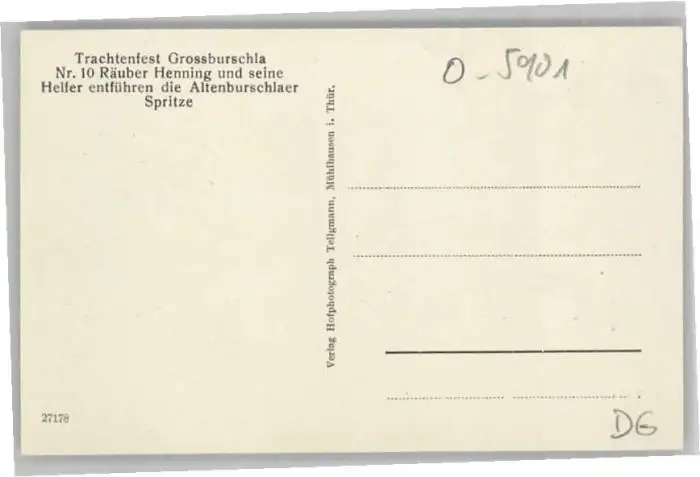 Trachtenfest Grossburschla
Nr. 10 Räuber Henning und seine
Helfer entführen die Altenburschlaer
Spritze
O-5901
Verlag Hofphotograph Tellgmann, Mühlhausen i. Thür.
27178
DG